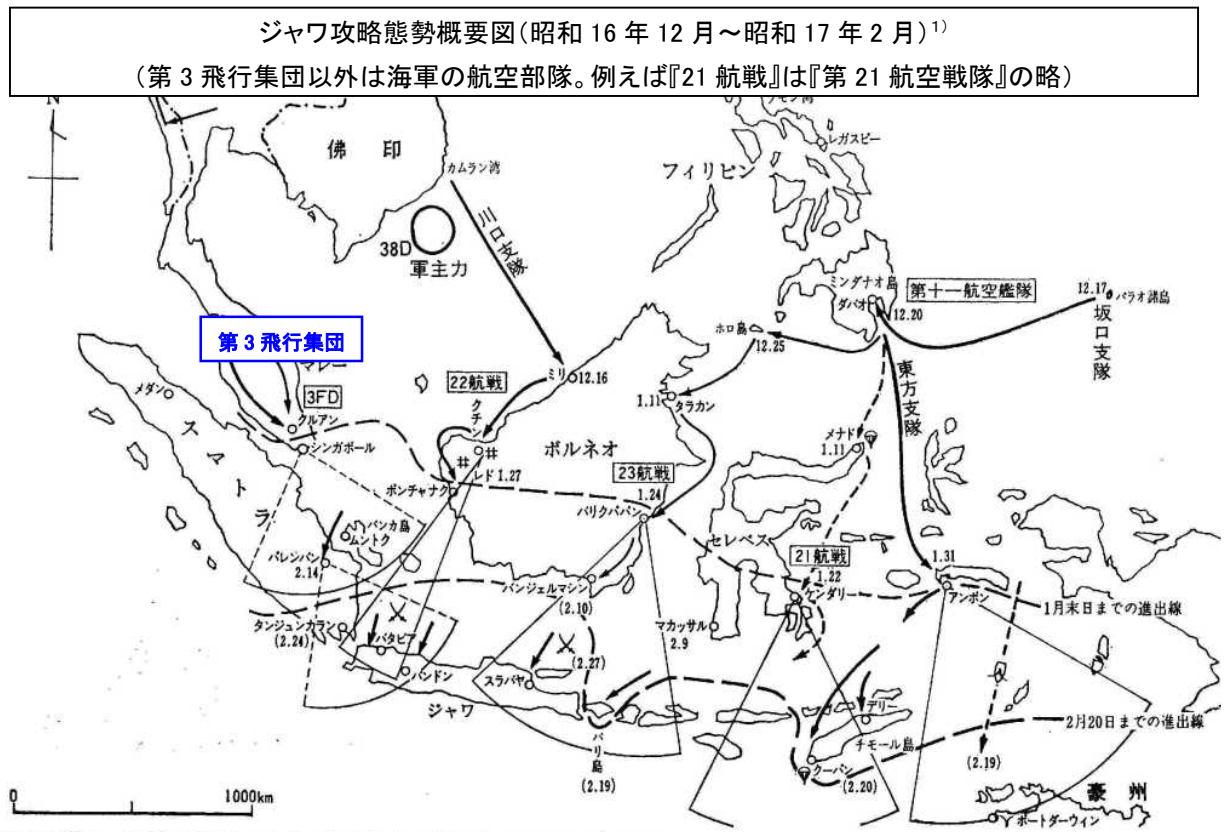 ジャワ攻略態勢概要図(昭和16年12月～昭和17年2月)1)
(第3飛行集団以外は海軍の航空部隊。例えば『21航戦』は『第21航空戦隊』の略)
N
佛印
カムラン湾
フィリピン
レガスピー
38D
軍主力
川口支隊
ミンダナオ島
ダバオ
12.20
第十一航空艦隊
12.17
パラオ諸島
坂口支隊
第3飛行集団
マレー
ホロ島
12.25
東方支隊
メダン
3FD
クルアン
シンガポール
22航戦
ミリ
12.16
クチン
1.11
タラカン
メナド
1.11
スマトラ
ボルネオ
レド
1.27
ポンチャナク
23航戦
1.24
バリクパパン
セレベス
バンカ島
ムントク
パレンバン
2.14
21航戦
1.22
ケンダリー
1.31
アンボン
1月末日までの進出線
バンジェルマシン
(2.10)
マカッサル
2.9
タンジュンカラン
(2.24)
バタビア
バンドン
スラバヤ
(2.27)
ジャワ
バリ島
(2.19)
デリー
チモール島
クーパン
(2.20)
2月20日までの進出線
(2.19)
豪州
ポートダーウィン
0
1000km